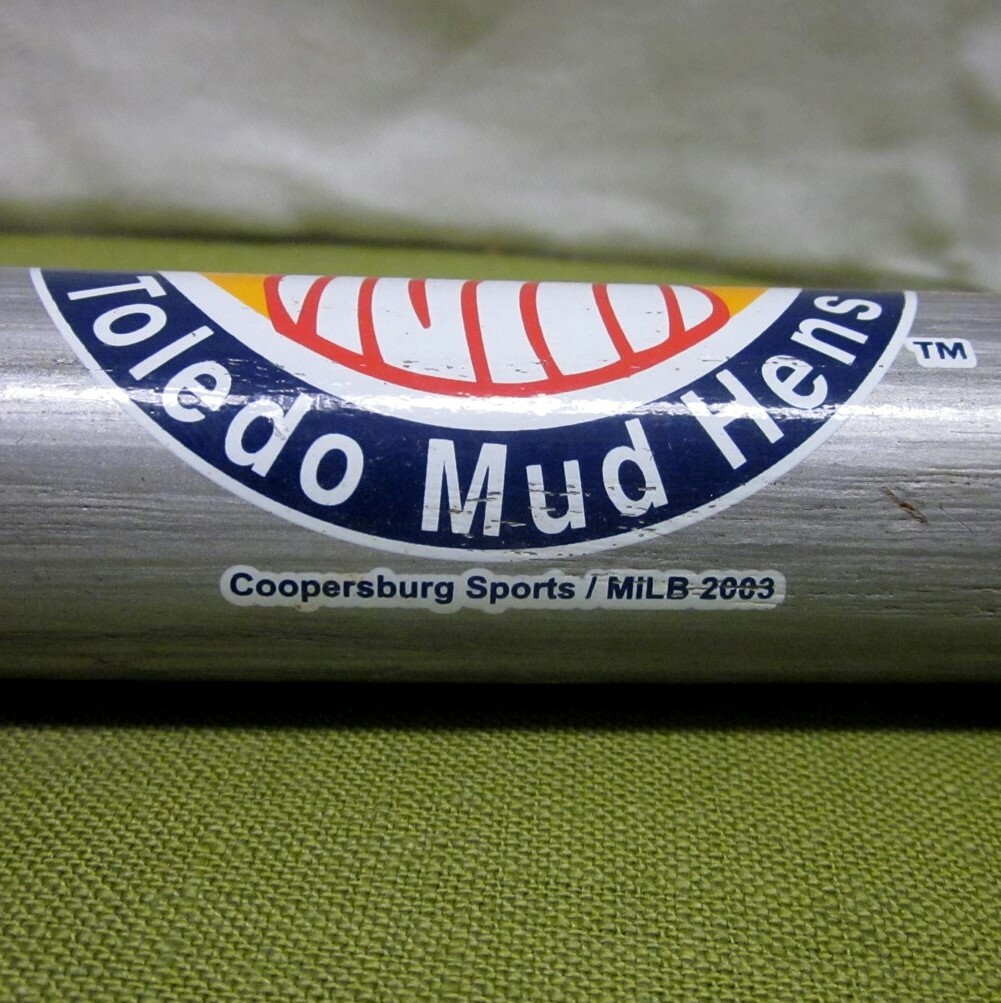 Toledo Mud Hens
TM
Coopersburg Sports / MiLB 2003